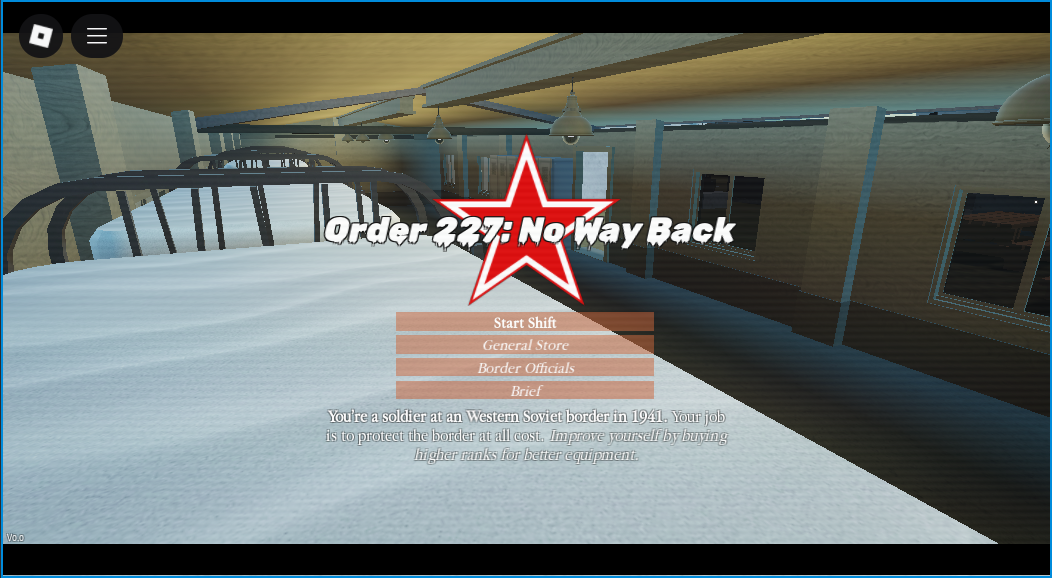 Order 227: No Way Back
Start Shift
General Store
Border Officials
Brief
You're a soldier at an Western Soviet border in 1941. Your job
is to protect the border at all cost. Improve yourself by buying
higher ranks for better equipment.
V0.0